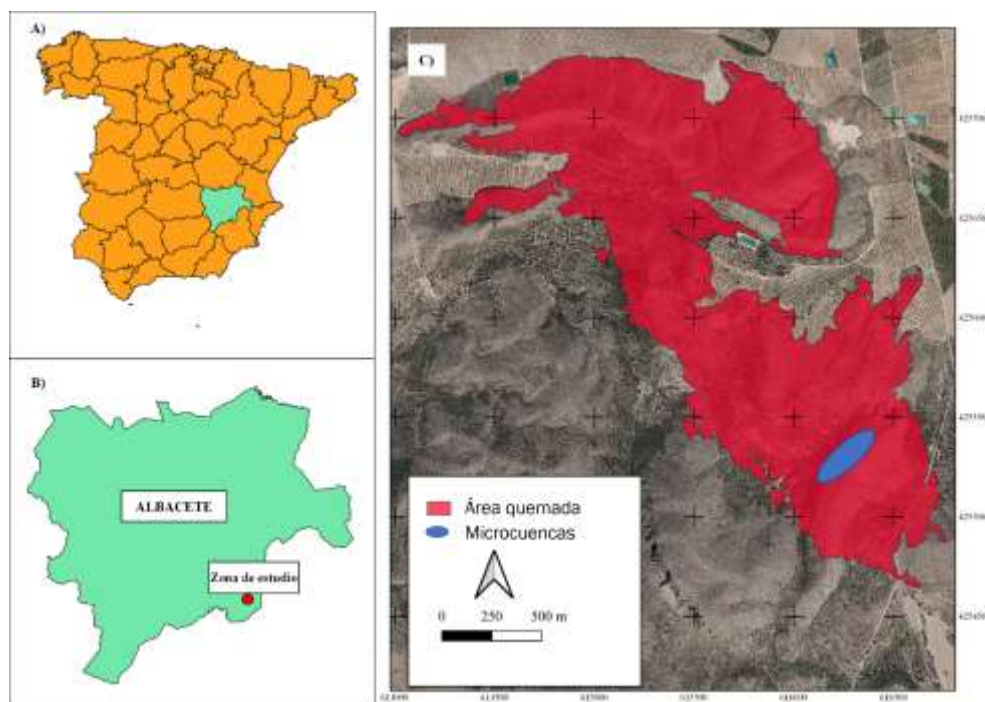 A)
B)
ALBACETE
Zona de estudio
C)
Área quemada
Microcuencas
0 250 500 m